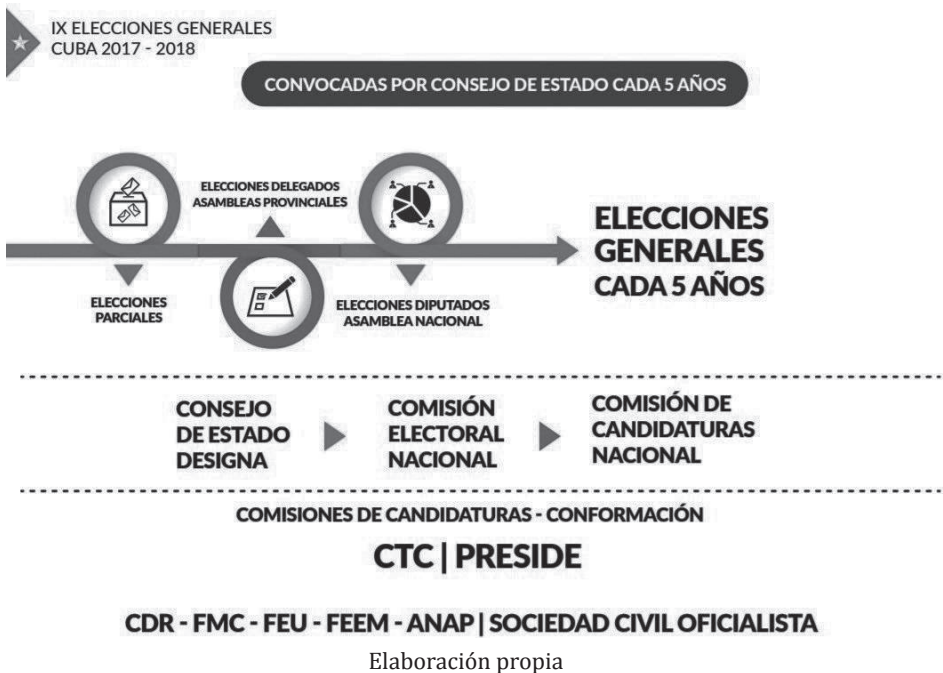 IX ELECCIONES GENERALES
CUBA 2017 - 2018
CONVOCADAS POR CONSEJO DE ESTADO CADA 5 AÑOS
ELECCIONES DELEGADOS
ASAMBLEAS PROVINCIALES
ELECCIONES
PARCIALES
ELECCIONES DIPUTADOS
ASAMBLEA NACIONAL
ELECCIONES
GENERALES
CADA 5 AÑOS
CONSEJO
DE ESTADO
DESIGNA
COMISIÓN
ELECTORAL
NACIONAL
COMISIÓN DE
CANDIDATURAS
NACIONAL
COMISIONES DE CANDIDATURAS - CONFORMACIÓN
CTC | PRESIDE
CDR - FMC - FEU - FEEM - ANAP | SOCIEDAD CIVIL OFICIALISTA
Elaboración propia